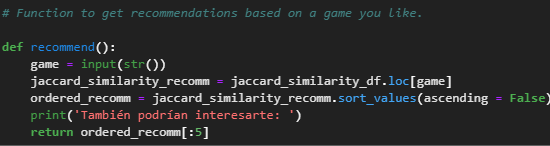 # Function to get recommendations based on a game you like.
def recommend():
    game = input(str())
    jaccard_similarity_recomm = jaccard_similarity_df.loc[game]
    ordered_recomm = jaccard_similarity_recomm.sort_values(ascending = False)
    print('También podrían interesarte: ')
    return ordered_recomm[:5]